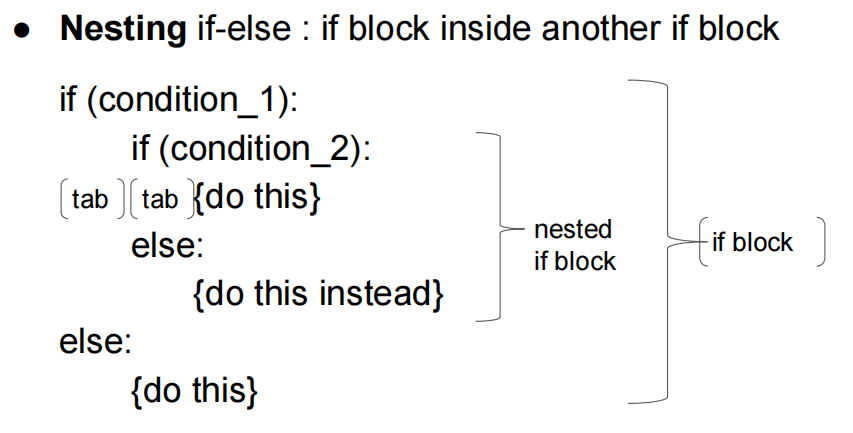 ● Nesting if-else : if block inside another if block
if (condition_1):
if (condition_2):
tab tab {do this}
else:
{do this instead}
else:
{do this}
nested
if block
if block